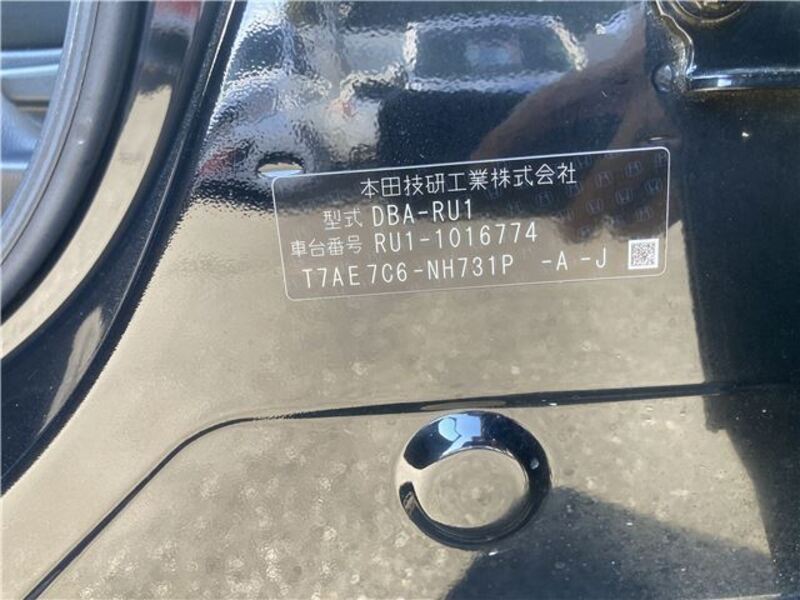 本田技研工業株式会社
型式 DBA-RU1
車台番号 RU1-1016774
T7AE7C6-NH731P -A -J